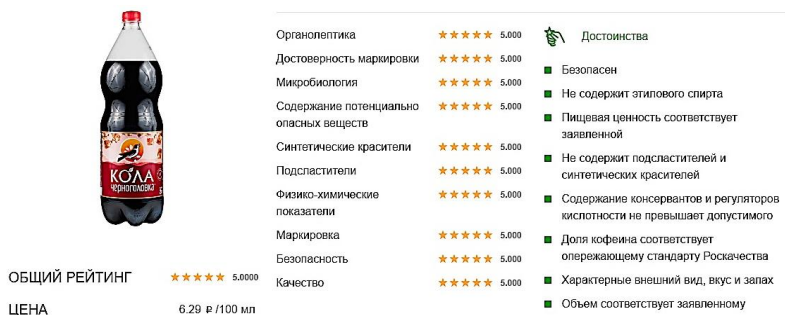 КОЛА
Черноголовка
ОБЩИЙ РЕЙТИНГ 5.0000
ЦЕНА 6.29 ₽ /100 мл
Органолептика 5.000
Достоверность маркировки 5.000
Микробиология 5.000
Содержание потенциально 5.000
опасных веществ
Синтетические красители 5.000
Подсластители 5.000
Физико-химические 5.000
показатели
Маркировка 5.000
Безопасность 5.000
Качество 5.000
Достоинства
Безопасен
Не содержит этилового спирта
Пищевая ценность соответствует
заявленной
Не содержит подсластителей и
синтетических красителей
Содержание консервантов и регуляторов
кислотности не превышает допустимого
Доля кофеина соответствует
опережающему стандарту Роскачества
Характерные внешний вид, вкус и запах
Объем соответствует заявленному